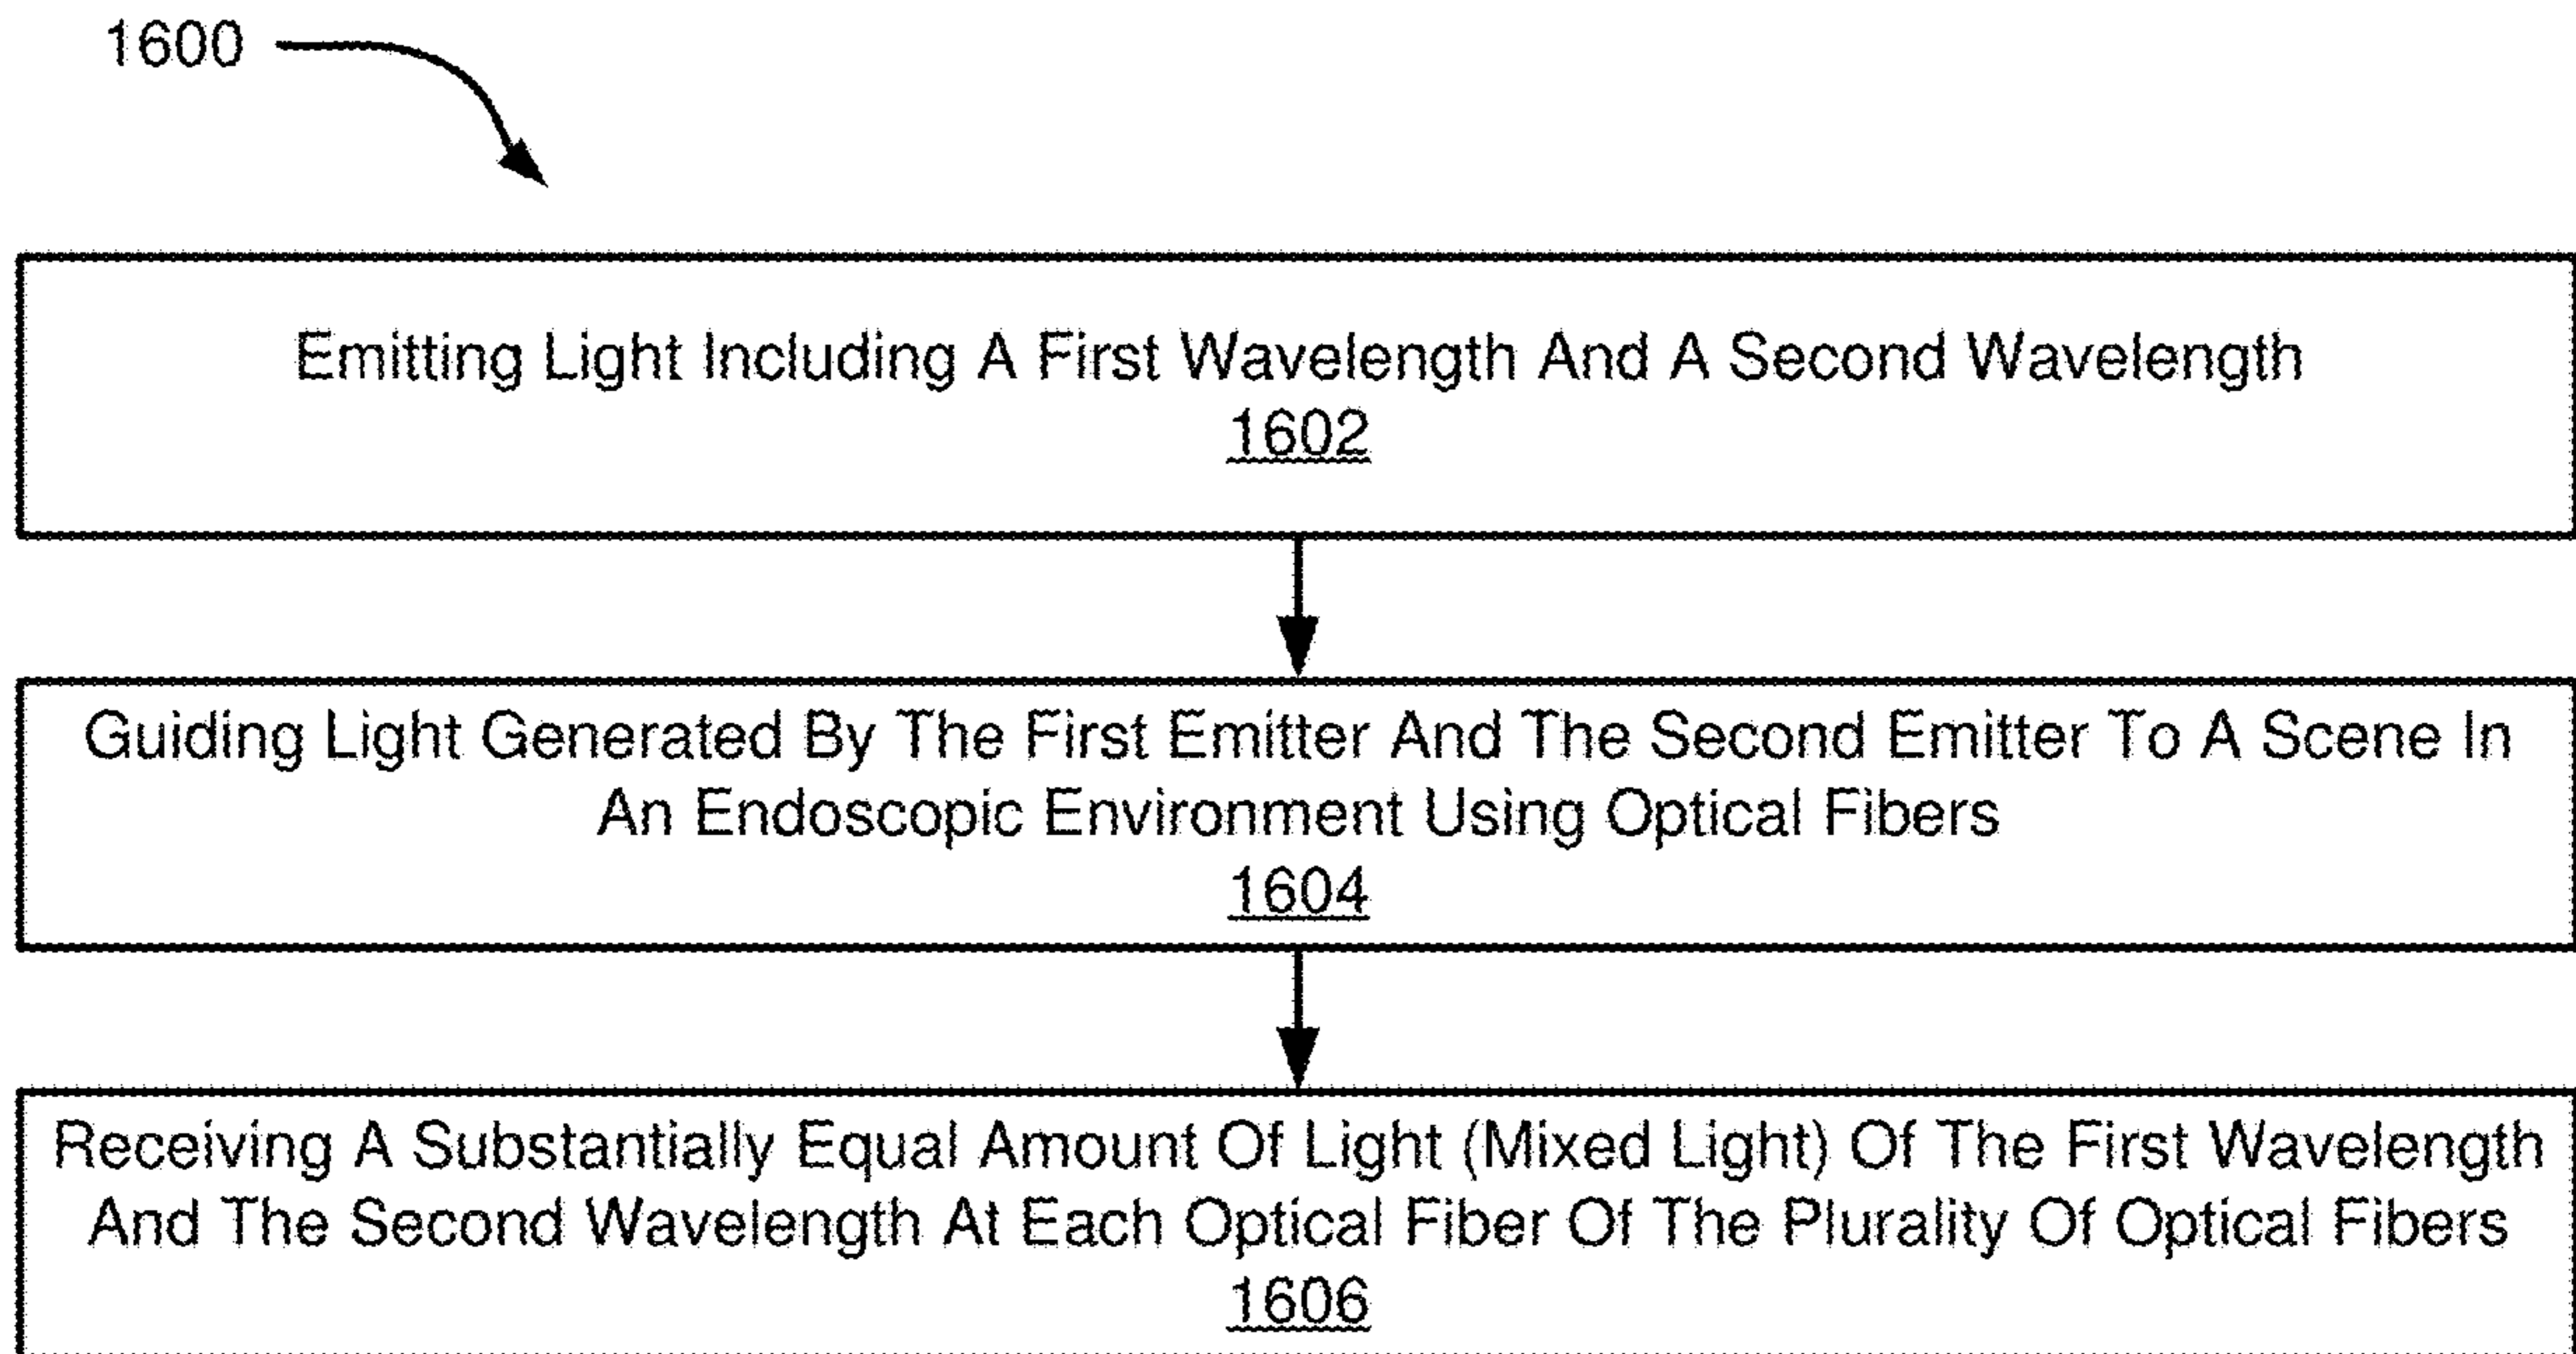 1600
Emitting Light Including A First Wavelength And A Second Wavelength
1602
Guiding Light Generated By The First Emitter And The Second Emitter To A Scene In
An Endoscopic Environment Using Optical Fibers
1604
Receiving A Substantially Equal Amount Of Light (Mixed Light) Of The First Wavelength
And The Second Wavelength At Each Optical Fiber Of The Plurality Of Optical Fibers
1606